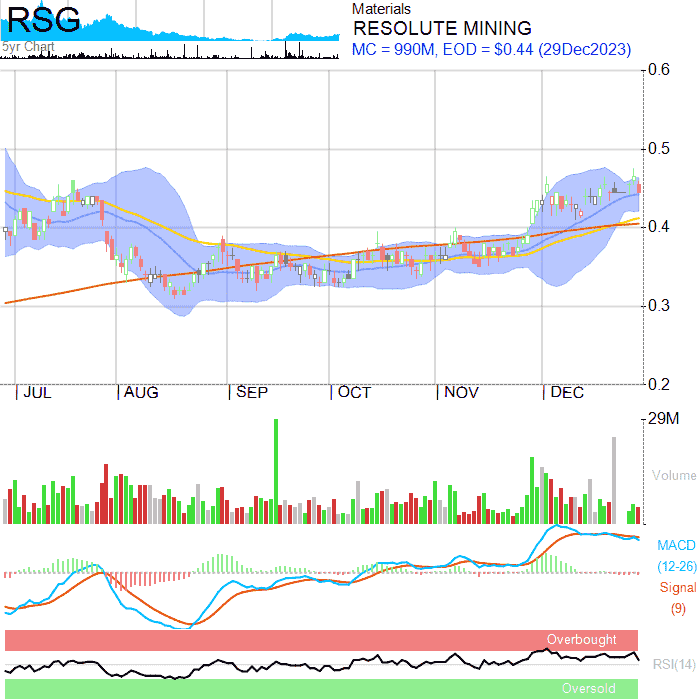 RSG
5yr Chart
Materials
RESOLUTE MINING
MC = 990M, EOD = $0.44 (29Dec2023)
0.6
0.5
0.4
0.3
0.2
JUL AUG SEP OCT NOV DEC
29M
Volume
MACD
(12-26)
Signal
(9)
Overbought
RSI(14)
Oversold